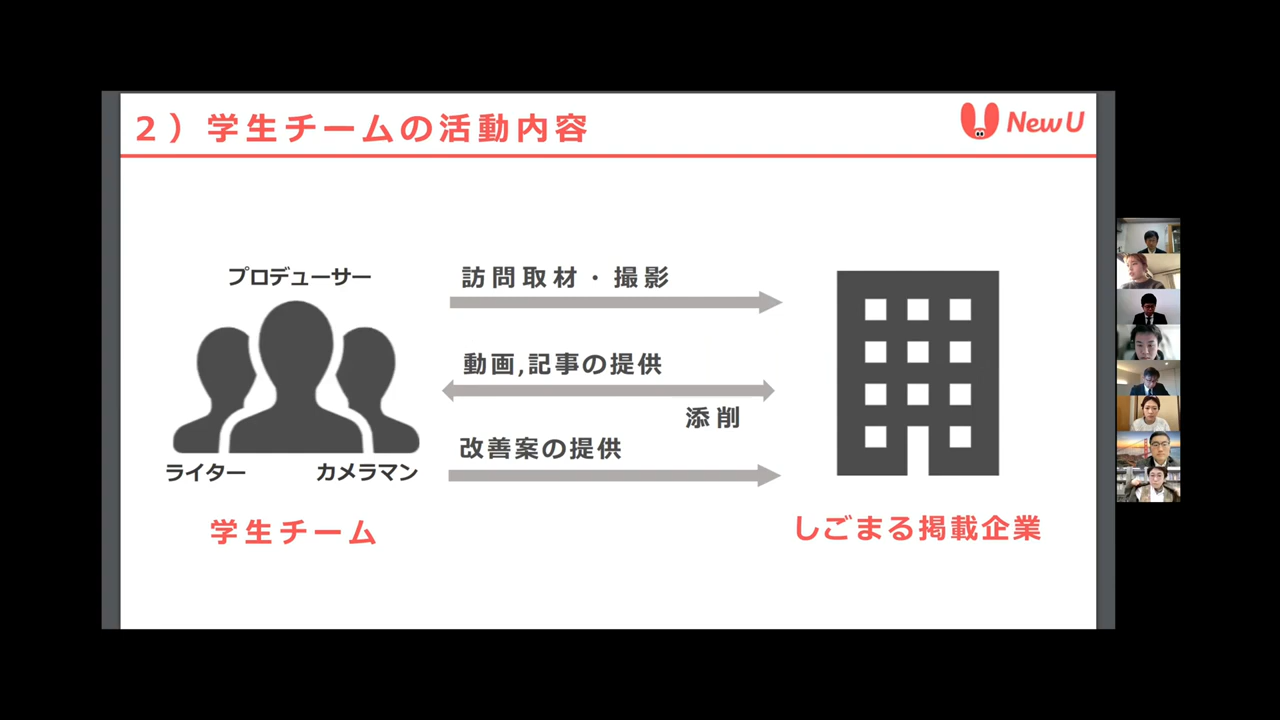 2）学生チームの活動内容
New U
プロデューサー
訪問取材・撮影
動画,記事の提供
添削
改善案の提供
ライター
カメラマン
学生チーム
しごまる掲載企業